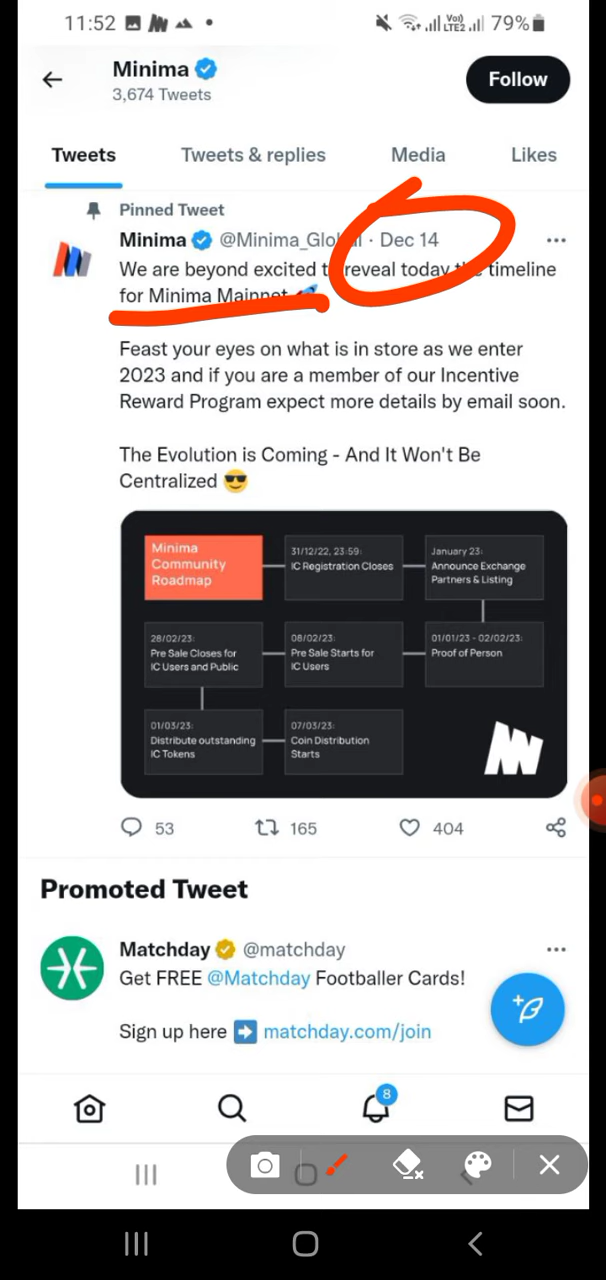 11:52
Vo)) LTE2 79%
Minima
3,674 Tweets
Follow
Tweets Tweets & replies Media Likes
Pinned Tweet
Minima @Minima_Glo l · Dec 14
We are beyond excited t reveal today the timeline
for Minima Mainnet
Feast your eyes on what is in store as we enter
2023 and if you are a member of our Incentive
Reward Program expect more details by email soon.
The Evolution is Coming - And It Won't Be
Centralized 😎
Minima
Community
Roadmap
31/12/22, 23:59:
IC Registration Closes
January 23:
Announce Exchange
Partners & Listing
28/02/23:
Pre Sale Closes for
IC Users and Public
08/02/23:
Pre Sale Starts for
IC Users
01/01/23 - 02/02/23:
Proof of Person
01/03/23:
Distribute outstanding
IC Tokens
07/03/23:
Coin Distribution
Starts
53 165 404
Promoted Tweet
Matchday @matchday
Get FREE @Matchday Footballer Cards!
Sign up here ➡️ matchday.com/join
8